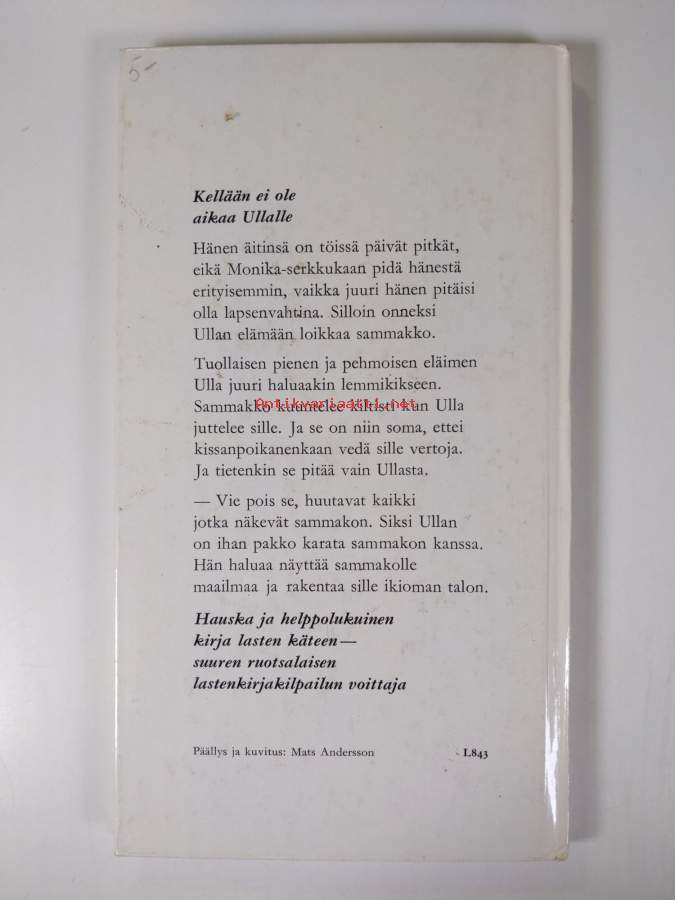 5-
Kellään ei ole
aikaa Ullalle
Hänen äitinsä on töissä päivät pitkät,
eikä Monika-serkkukaan pidä hänestä
erityisemmin, vaikka juuri hänen pitäisi
olla lapsenvahtina. Silloin onneksi
Ullan elämään loikkaa sammakko.
Tuollaisen pienen ja pehmoisen eläimen
Ulla juuri haluaakin lemmikikseen.
Sammakko kuuntelee kiltisti kun Ulla
Antikvariaatti.net
juttelee sille. Ja se on niin soma, ettei
kissanpoikanenkaan vedä sille vertoja.
Ja tietenkin se pitää vain Ullasta.
— Vie pois se, huutavat kaikki
jotka näkevät sammakon. Siksi Ullan
on ihan pakko karata sammakon kanssa.
Hän haluaa näyttää sammakolle
maailmaa ja rakentaa sille ikioman talon.
Hauska ja helppolukuinen
kirja lasten käteen —
suuren ruotsalaisen
lastenkirjakilpailun voittaja
Päällys ja kuvitus: Mats Andersson L843